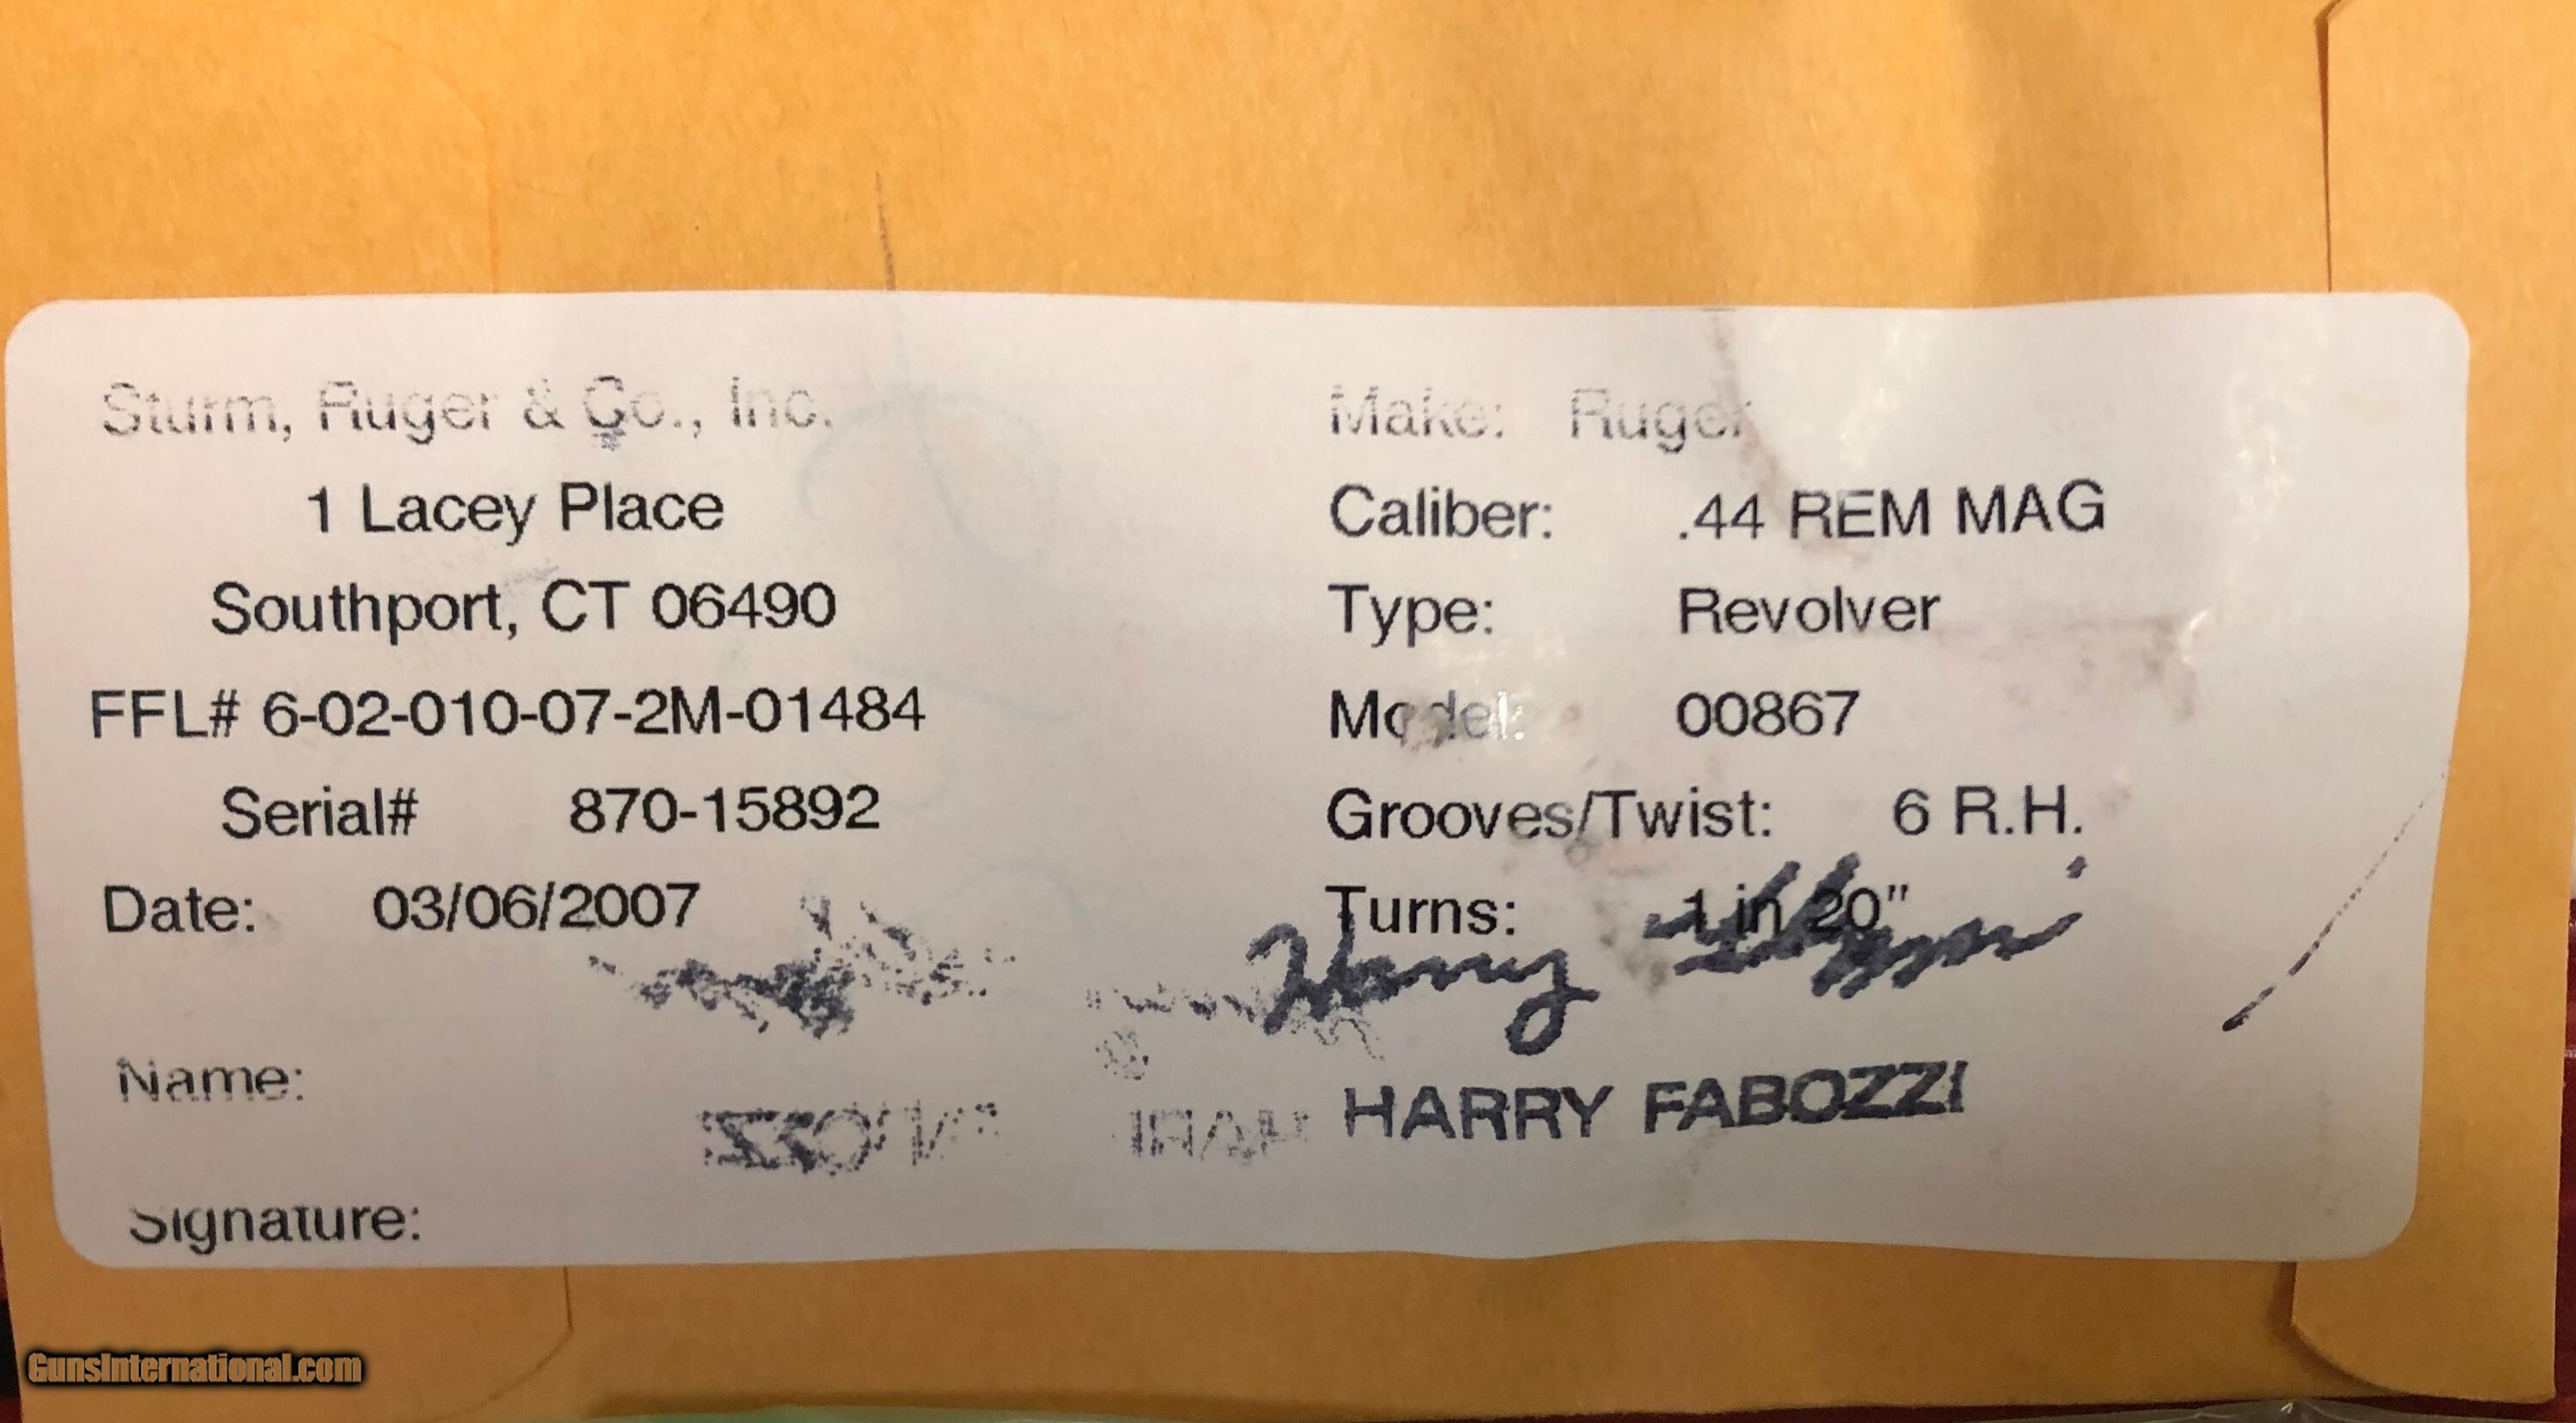 Sturm, Ruger & Co., Inc.
1 Lacey Place
Southport, CT 06490
FFL# 6-02-010-07-2M-01484
Serial# 870-15892
Date: 03/06/2007
Name:
Signature:
Make: Ruger
Caliber: .44 REM MAG
Type: Revolver
Model: 00867
Grooves/Twist: 6 R.H.
Turns: 1 in 20"
Harry
HARRY FABOZZI
GunsInternational.com